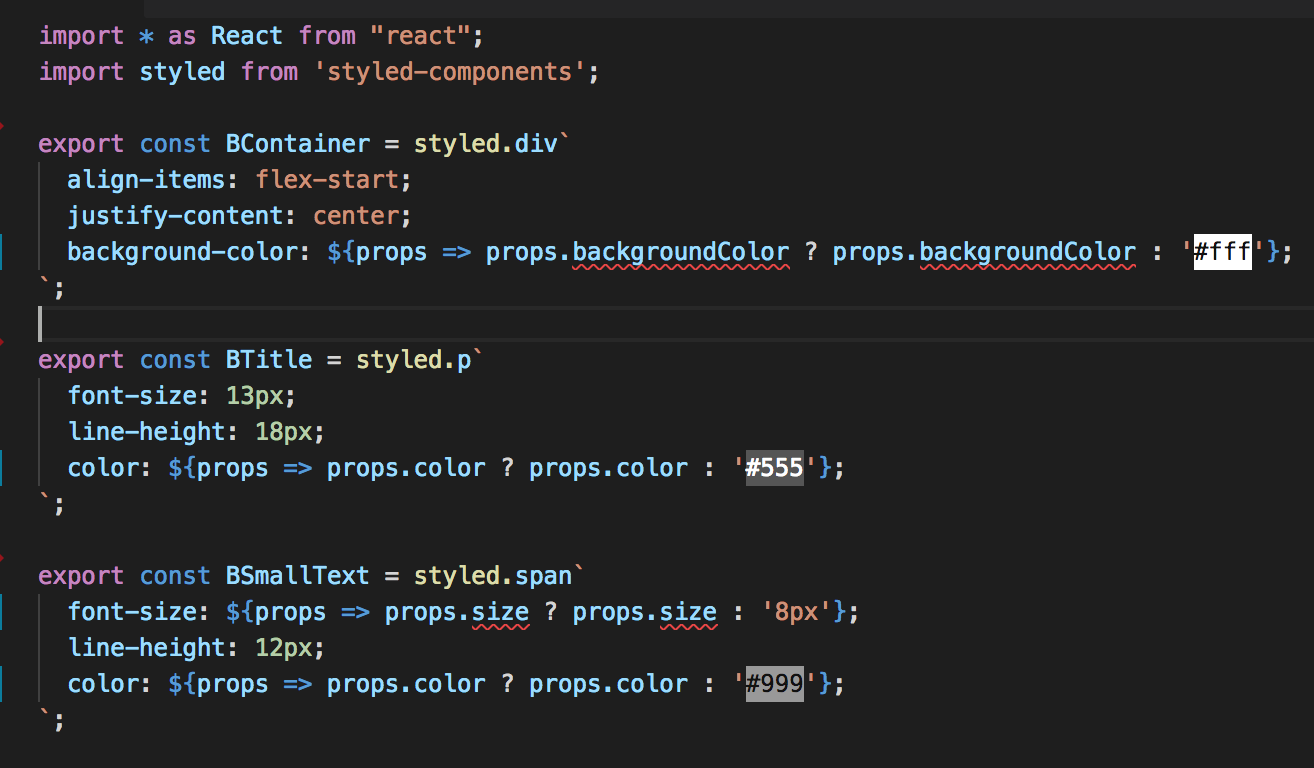 import * as React from "react";
import styled from 'styled-components';
export const BContainer = styled.div`
align-items: flex-start;
justify-content: center;
background-color: ${props => props.backgroundColor ? props.backgroundColor : '#fff'};
`;
export const BTitle = styled.p`
font-size: 13px;
line-height: 18px;
color: ${props => props.color ? props.color : '#555'};
`;
export const BSmallText = styled.span`
font-size: ${props => props.size ? props.size : '8px'};
line-height: 12px;
color: ${props => props.color ? props.color : '#999'};
`;